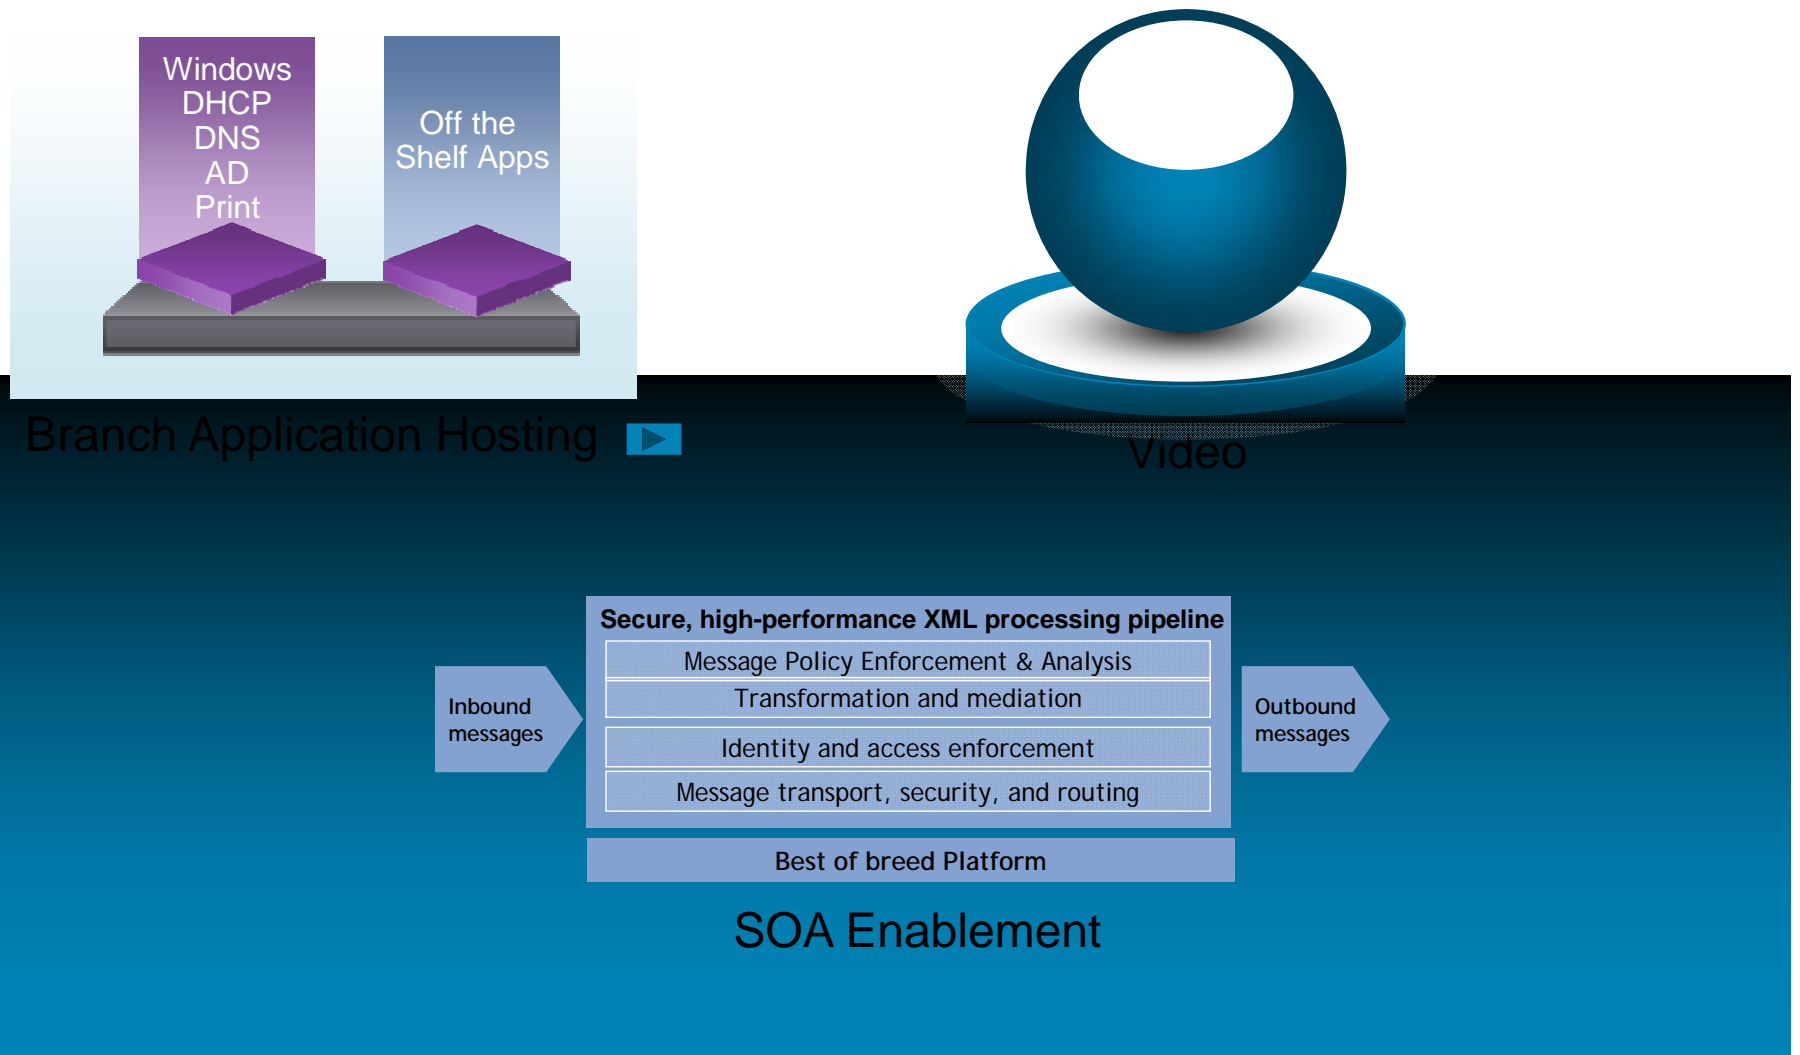 Windows
DHCP
DNS
AD
Print
Off the
Shelf Apps
Branch Application Hosting
Video
Secure, high-performance XML processing pipeline
Message Policy Enforcement & Analysis
Transformation and mediation
Identity and access enforcement
Message transport, security, and routing
Inbound
messages
Outbound
messages
Best of breed Platform
SOA Enablement